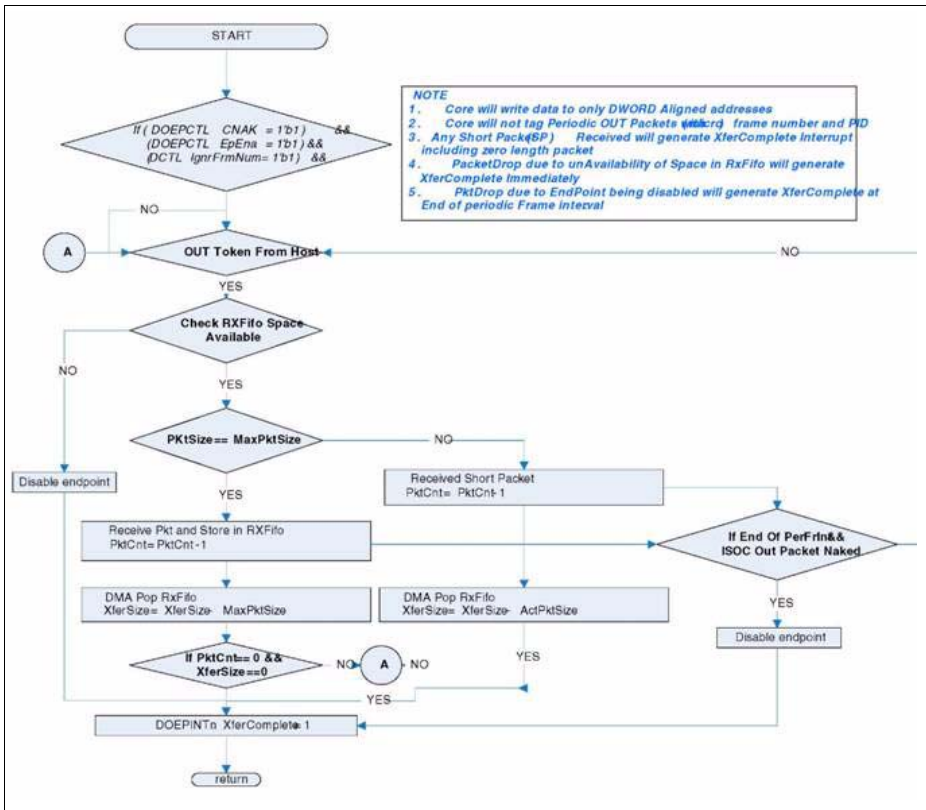 START
If ( DOEPCTL CNAK = 1'b1) &&
(DOEPCTL EpEna = 1'b1) &&
(DCTL IgnrFrmNum= 1'b1) &&
NOTE
1. Core will write data to only DWORD Aligned addresses
2. Core will not tag Periodic OUT Packets frame number and PID
3. Any Short Packet (SP) Received will generate XferComplete Interrupt
including zero length packet
4. PacketDrop due to unAvailability of Space in RxFifo will generate
XferComplete Immediately
5. PktDrop due to EndPoint being disabled will generate XferComplete at
End of periodic Frame interval
NO
A
OUT Token From Host
NO
YES
Check RXFifo Space
Available
NO
YES
PKtSize== MaxPktSize
NO
Disable endpoint
YES
Received Short Packet
PktCnt= PktCnt- 1
Receive Pkt and Store in RXFifo
PktCnt= PktCnt -1
If End Of PerFrIn&&
ISOC Out Packet Naked
DMA Pop RxFifo
XferSize= XferSize- MaxPktSize
DMA Pop RxFifo
XferSize= XferSize- ActPktSize
YES
Disable endpoint
If PktCnt== 0 &&
XferSize==0
NO
A
NO
YES
YES
DOEPINTn XferComplete= 1
return